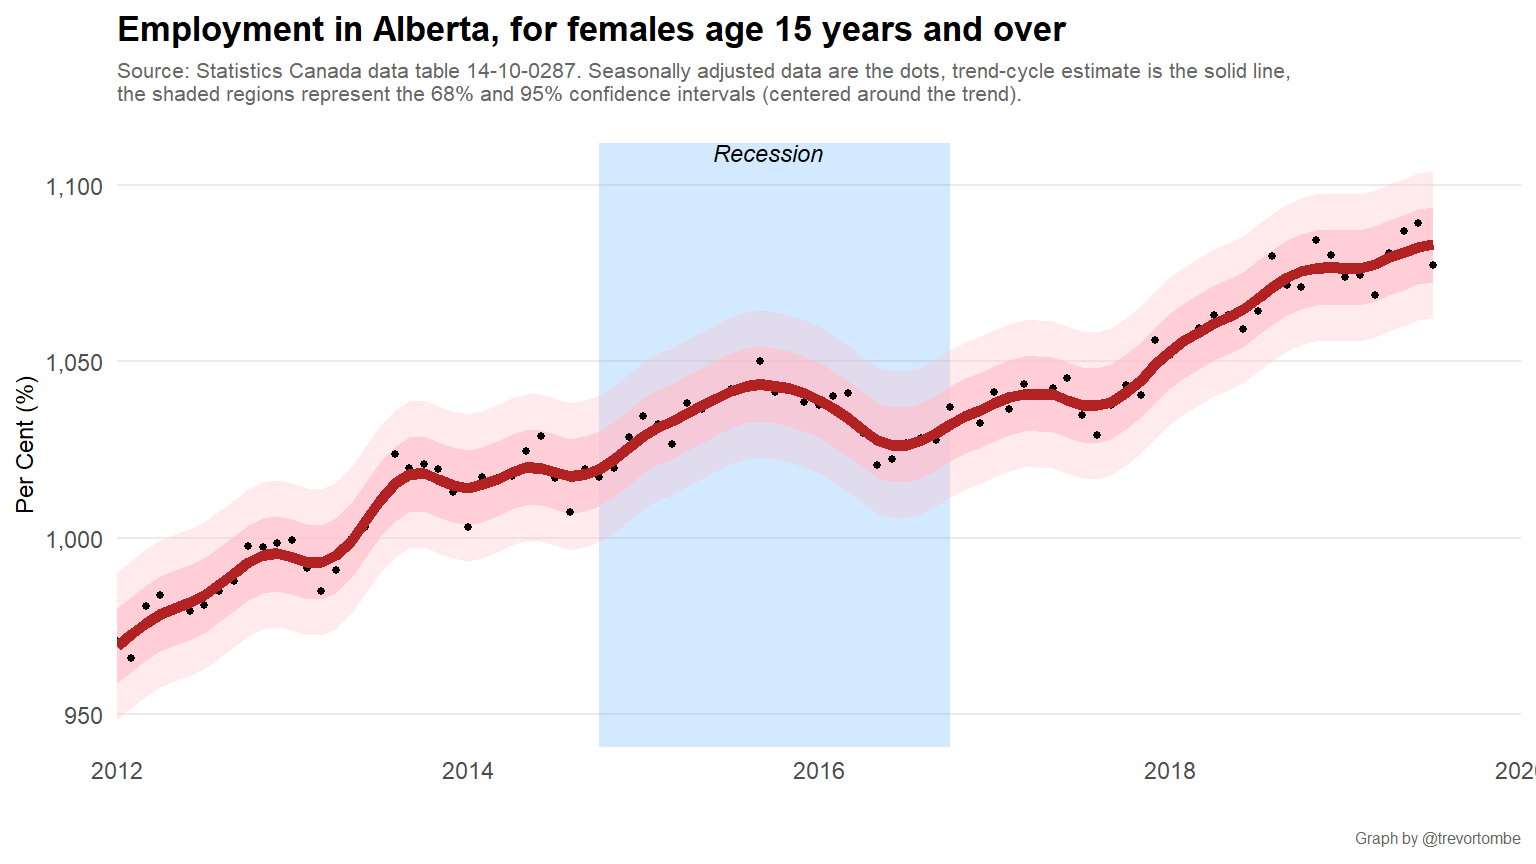 Employment in Alberta, for females age 15 years and over
Source: Statistics Canada data table 14-10-0287. Seasonally adjusted data are the dots, trend-cycle estimate is the solid line,
the shaded regions represent the 68% and 95% confidence intervals (centered around the trend).
Recession
1,100
1,050
1,000
950
Per Cent (%)
2012 2014 2016 2018 202
Graph by @trevortombe